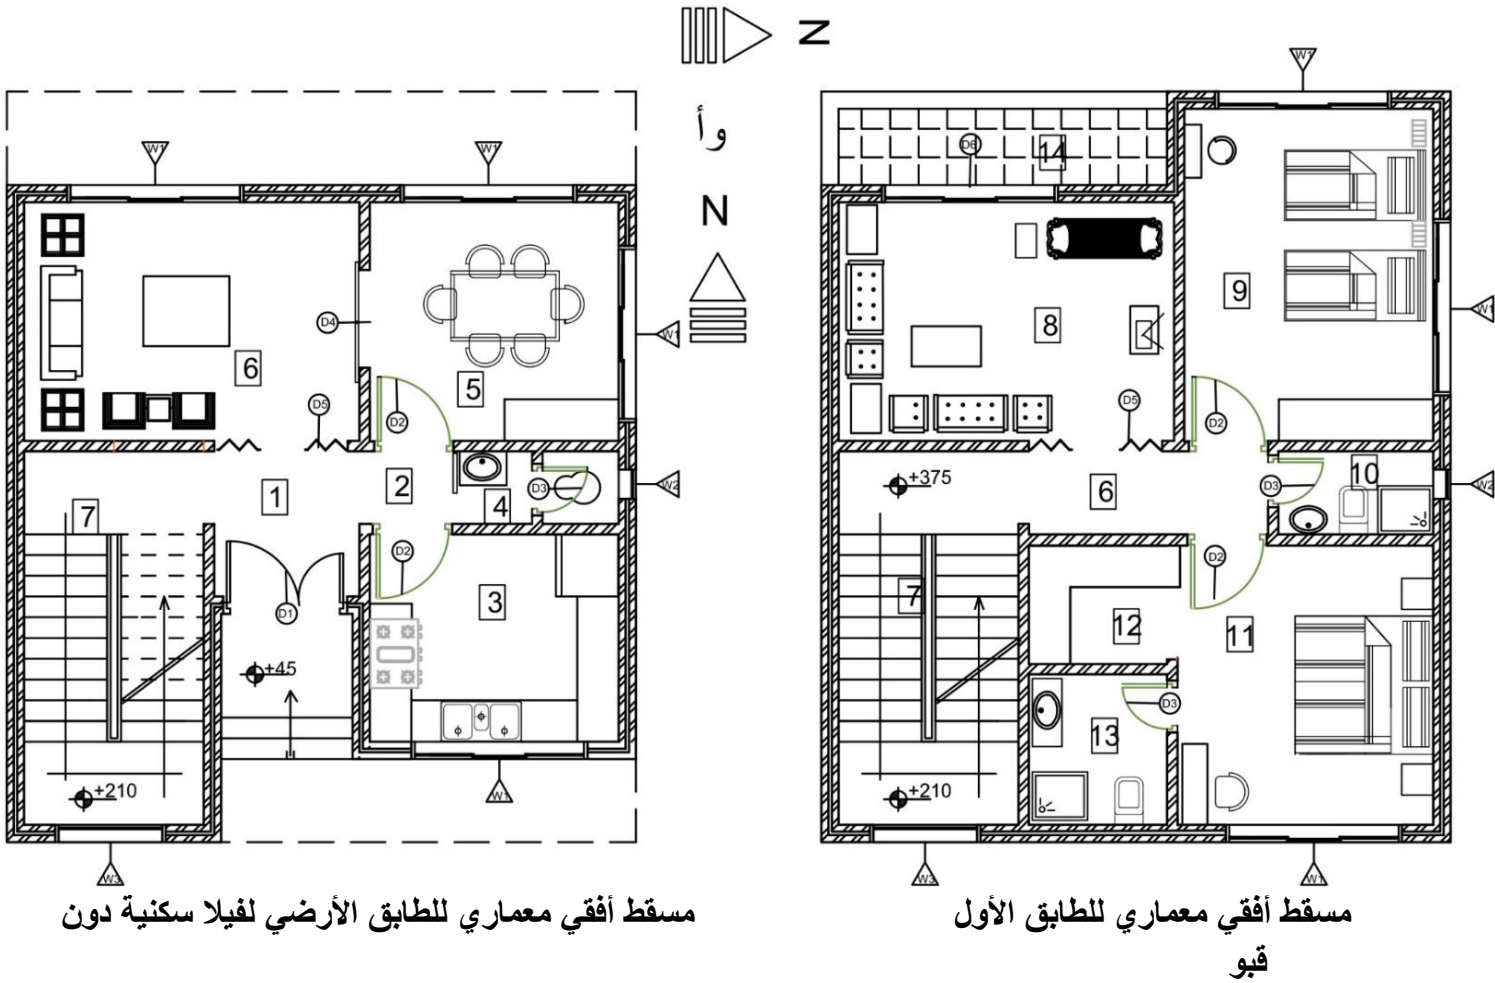 N
وأ
N
W1
W1
D4
W1
6
D5
5
D2
1
2
4
D3
W2
7
D2
3
D1
+45
+210
W1
W3
مسقط أفقي معماري للطابق الأرضي لفيلا سكنية دون
W1
D6
14
9
8
W1
D5
D2
+375
6
D3
10
W2
D2
7
12
11
D3
13
+210
W3
W1
مسقط أفقي معماري للطابق الأول
قبو